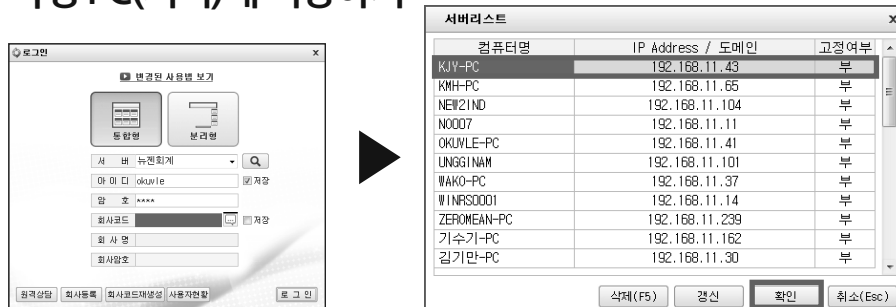 로그인
x
변경된 사용법 보기
통합형
분리형
서 버 뉴젠회계
아 이 디 okuvle 저장
암 호 ****
회사코드 저장
회 사 명
회사암호
원격상담 회사등록 회사코드재생성 사용자현황 로 그 인
서버리스트
x
컴퓨터명 IP Address / 도메인 고정여부
KJY-PC 192.168.11.43 부
KMH-PC 192.168.11.65 부
NEW2IND 192.168.11.104 부
N0007 192.168.11.11 부
OKUVLE-PC 192.168.11.41 부
UNGGINAM 192.168.11.101 부
WAKO-PC 192.168.11.37 부
WINRS0001 192.168.11.14 부
ZEROMEAN-PC 192.168.11.239 부
기수기-PC 192.168.11.162 부
김기만-PC 192.168.11.30 부
삭제(F5) 갱신 확인 취소(Esc)